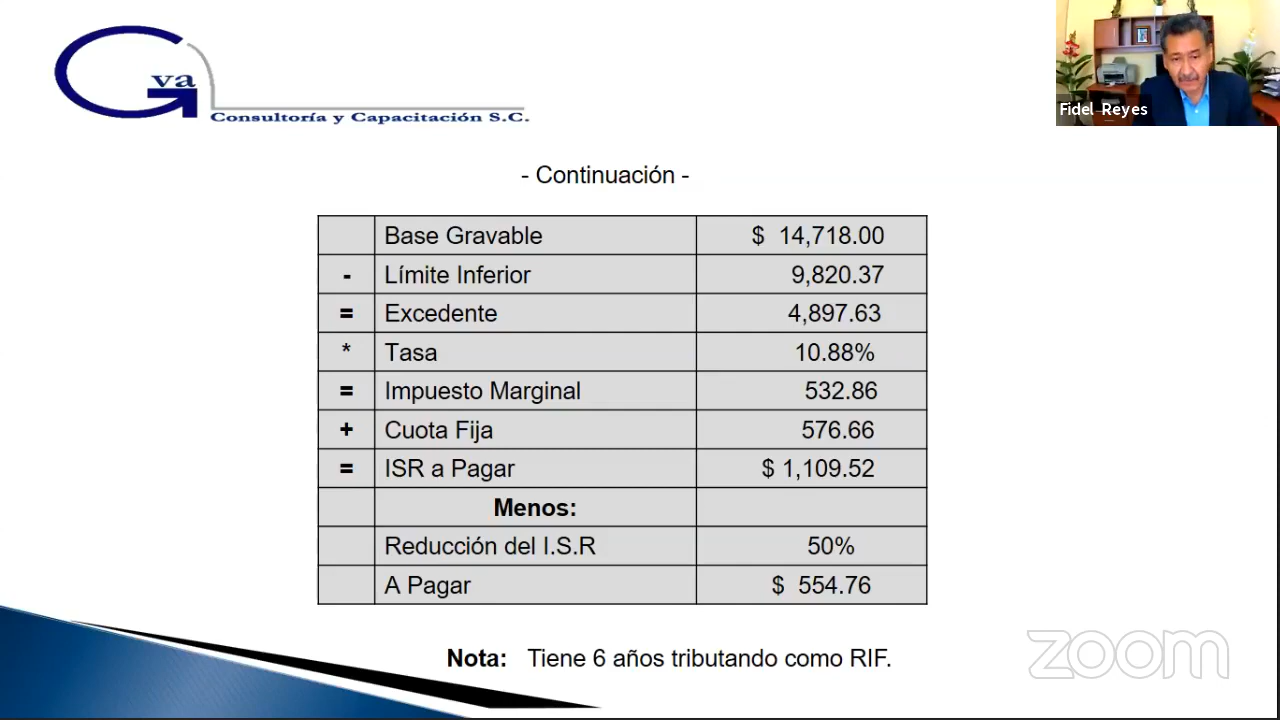 Gva
Consultoría y Capacitación S.C.
Fidel Reyes
- Continuación -
Base Gravable $ 14,718.00
- Límite Inferior 9,820.37
= Excedente 4,897.63
* Tasa 10.88%
= Impuesto Marginal 532.86
+ Cuota Fija 576.66
= ISR a Pagar $ 1,109.52
Menos:
Reducción del I.S.R 50%
A Pagar $ 554.76
Nota: Tiene 6 años tributando como RIF.
zoom